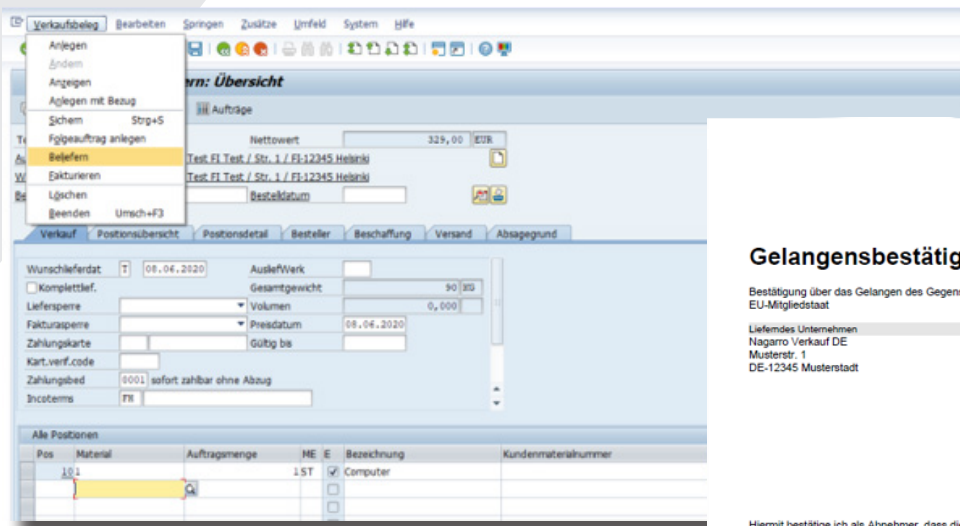 Verkaufsbeleg Bearbeiten Springen Zusätze Umfeld System Hilfe
Anlegen
Ändern
Anzeigen
Anlegen mit Bezug
Sichern Strg+S
Folgeauftrag anlegen
Beliefern
Fakturieren
Löschen
Beenden Umsch+F3
ern: Übersicht
Aufträge
Nettowert 329,00 EUR
Test FI Test / Str. 1 / FI-12345 Helsinki
Test FI Test / Str. 1 / FI-12345 Helsinki
Bestelldatum
Verkauf Positionsübersicht Positionsdetail Besteller Beschaffung Versand Absagegrund
Wunschlieferdat T 08.06.2020 AusliefWerk
Komplettlief. Gesamtgewicht 90 KG
Liefersperre Volumen 0,000
Fakturasperre Preisdatum 08.06.2020
Zahlungskarte Gültig bis
Kart.verif.code
Zahlungsbed 0001 sofort zahlbar ohne Abzug
Incoterms
Alle Positionen
Pos Material Auftragsmenge ME E Bezeichnung Kundenmaterialnummer
10 1 1 ST Computer
Gelangensbestätig
Bestätigung über das Gelangen des Gegens
EU-Mitgliedstaat
Lieferndes Unternehmen
Nagarro Verkauf DE
Musterstr. 1
DE-12345 Musterstadt
Hiermit bestätige ich als Abnehmer, dass di